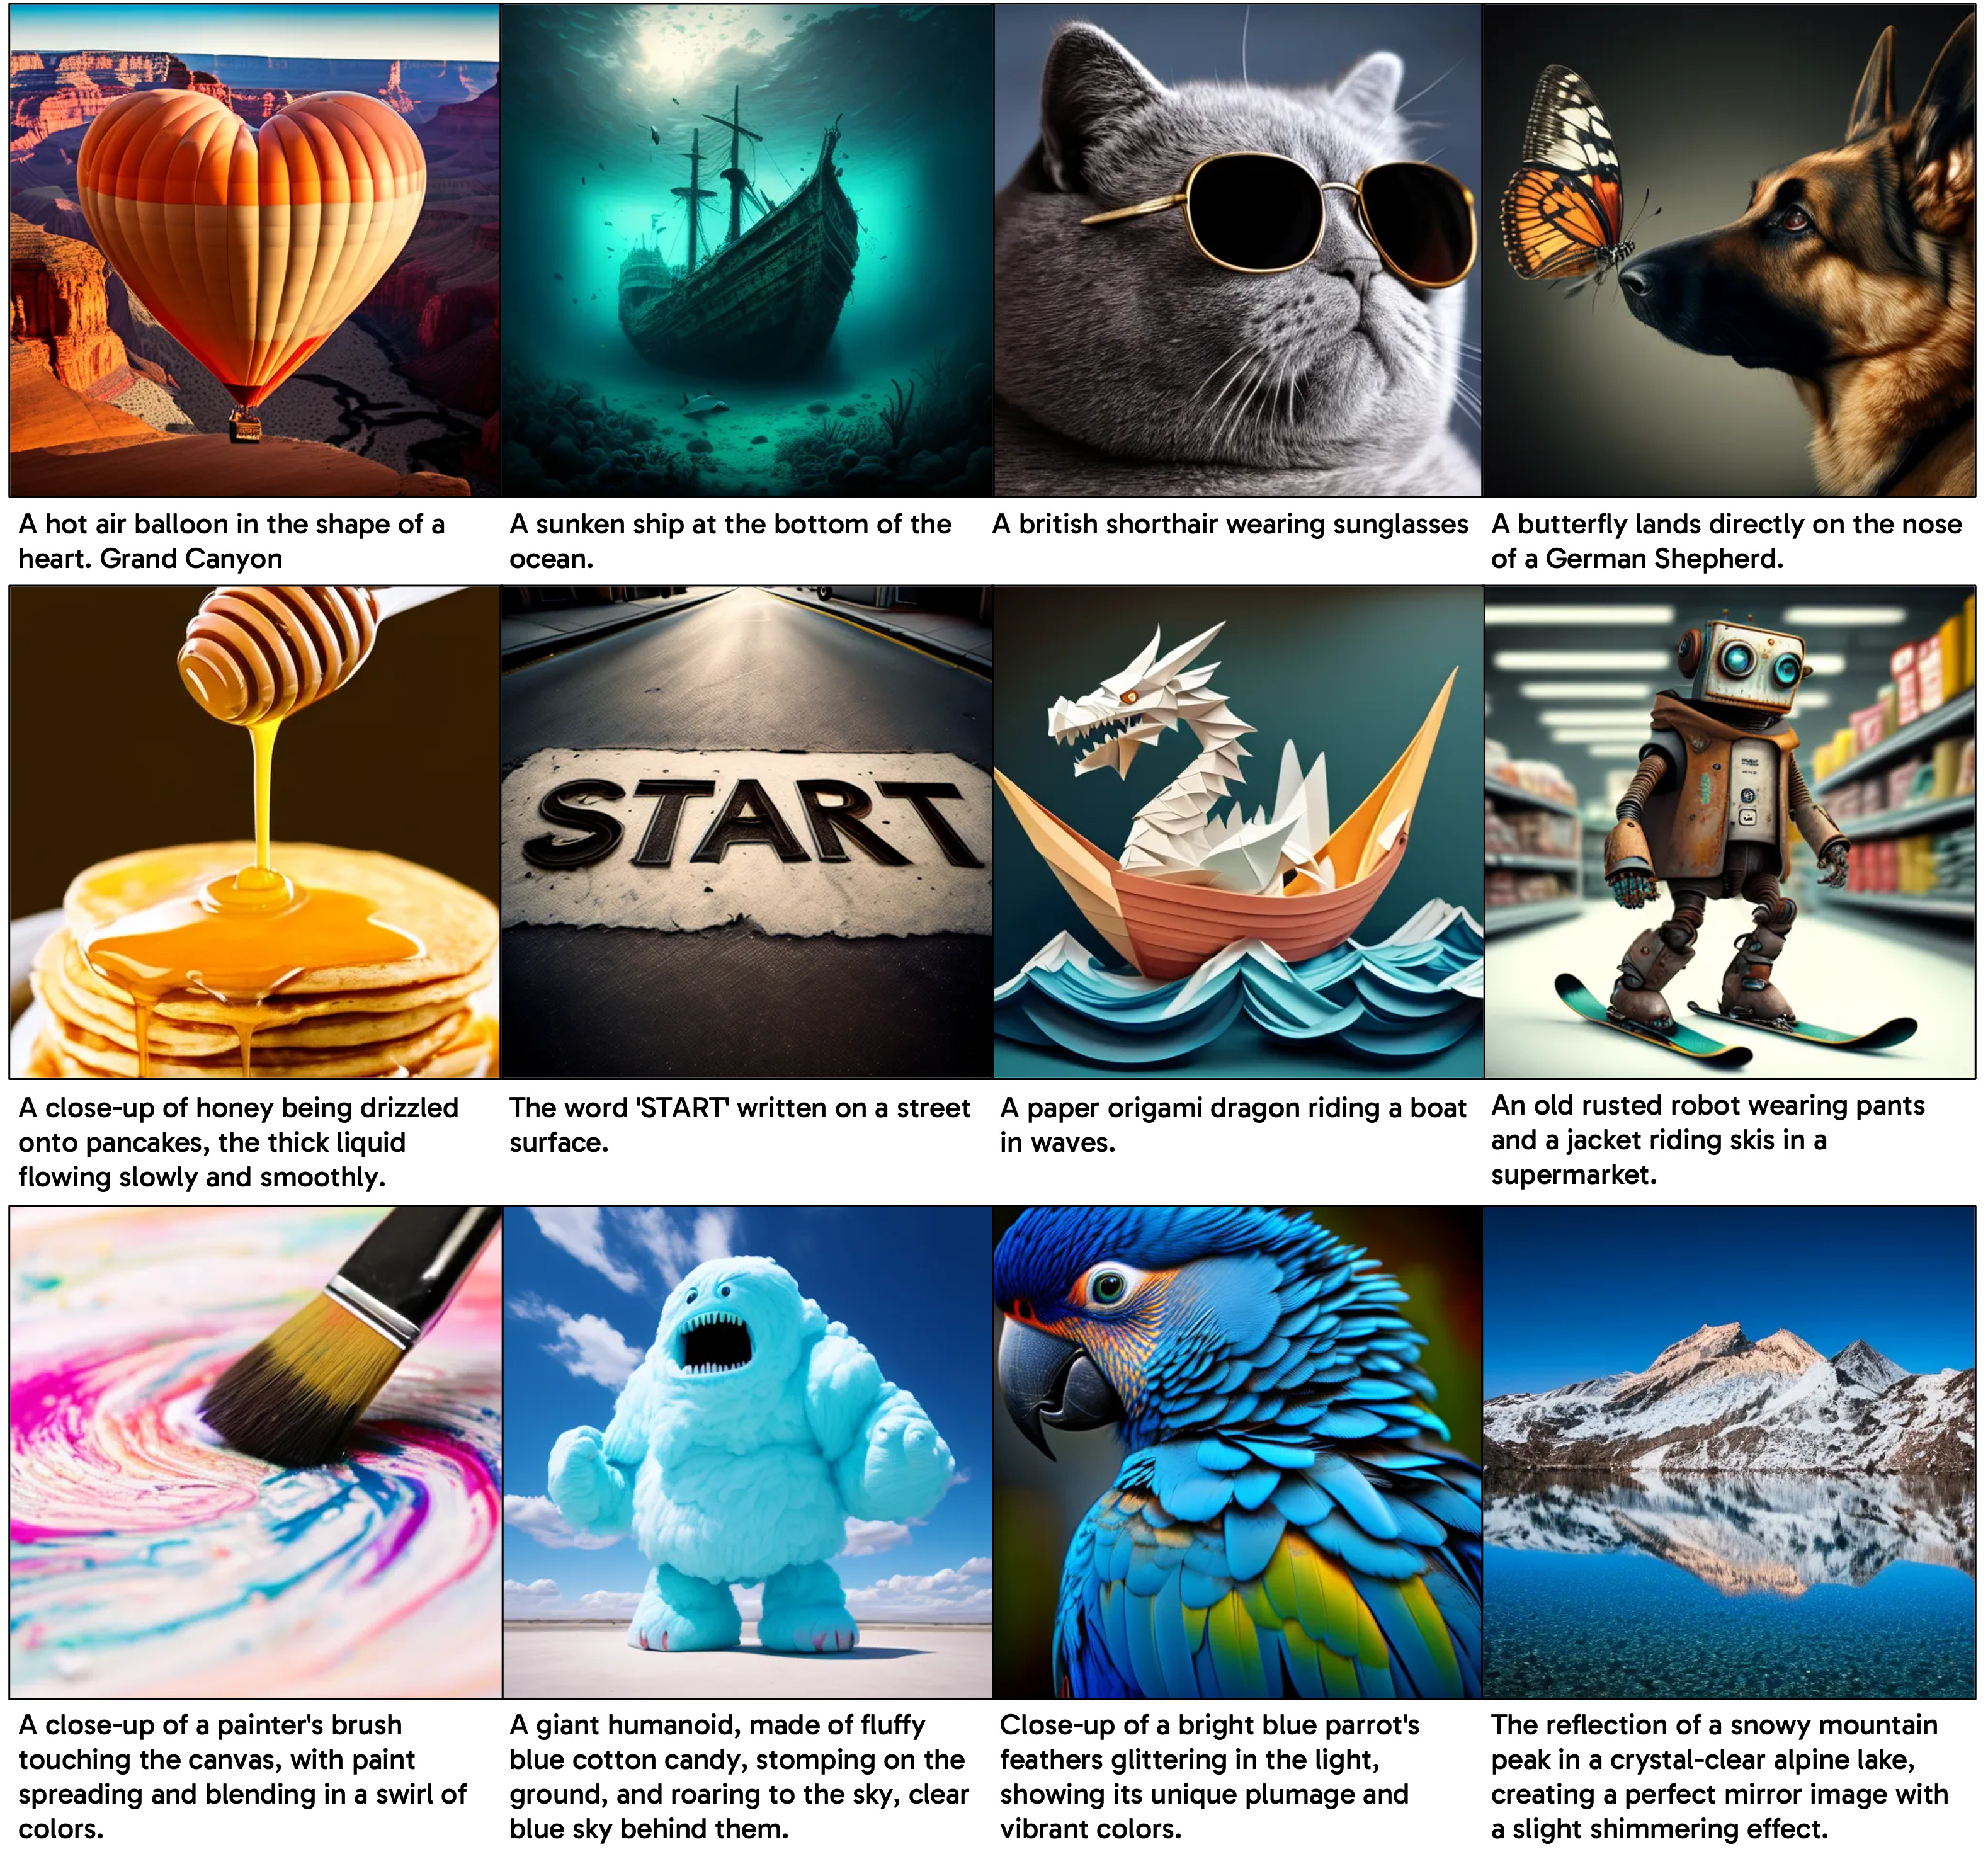 A hot air balloon in the shape of a
heart. Grand Canyon
A sunken ship at the bottom of the
ocean.
A british shorthair wearing sunglasses
A butterfly lands directly on the nose
of a German Shepherd.
START
A close-up of honey being drizzled
onto pancakes, the thick liquid
flowing slowly and smoothly.
The word 'START' written on a street
surface.
A paper origami dragon riding a boat
in waves.
An old rusted robot wearing pants
and a jacket riding skis in a
supermarket.
A close-up of a painter's brush
touching the canvas, with paint
spreading and blending in a swirl of
colors.
A giant humanoid, made of fluffy
blue cotton candy, stomping on the
ground, and roaring to the sky, clear
blue sky behind them.
Close-up of a bright blue parrot's
feathers glittering in the light,
showing its unique plumage and
vibrant colors.
The reflection of a snowy mountain
peak in a crystal-clear alpine lake,
creating a perfect mirror image with
a slight shimmering effect.